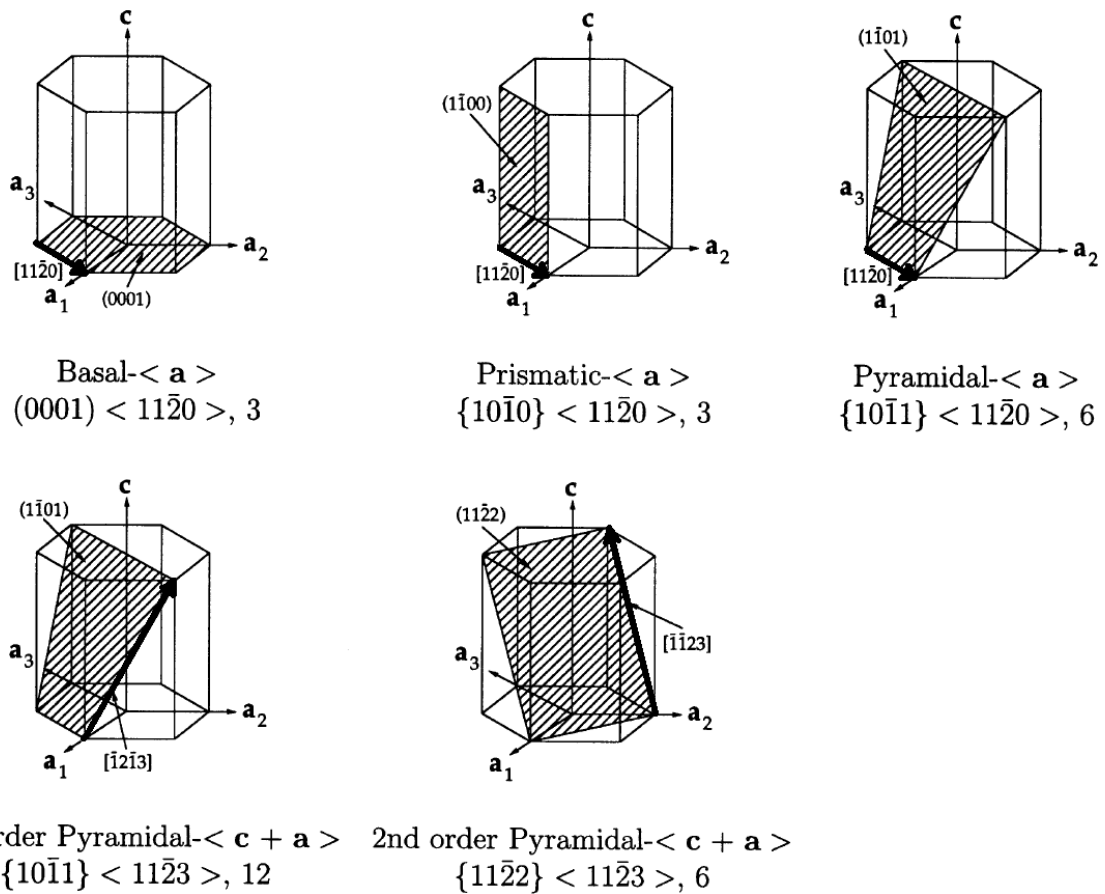 c
(11̄01)
a₃
[112̄0]
a₁
(0001)
a₂
Basal-< a >
(0001) < 112̄0 >, 3
c
(11̄00)
a₃
[112̄0]
a₁
a₂
Prismatic-< a >
{101̄0} < 112̄0 >, 3
c
a₃
[112̄0]
a₁
a₂
Pyramidal-< a >
{101̄1} < 112̄0 >, 6
c
(11̄01)
a₃
a₁
[1̄21̄3]
a₂
rder Pyramidal-< c + a >
{101̄1} < 112̄3 >, 12
c
(112̄2)
[1̄1̄23]
a₃
a₁
a₂
2nd order Pyramidal-< c + a >
{112̄2} < 112̄3 >, 6